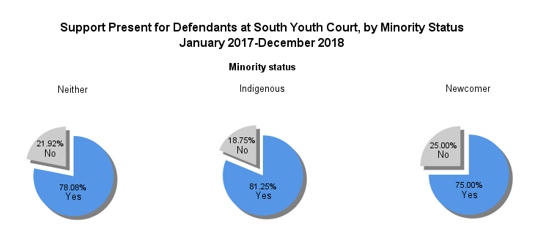 Support Present for Defendants at South Youth Court, by Minority Status
January 2017-December 2018
Minority status
Neither
Indigenous
Newcomer
21.92%
No
78.08%
Yes
18.75%
No
81.25%
Yes
25.00%
No
75.00%
Yes